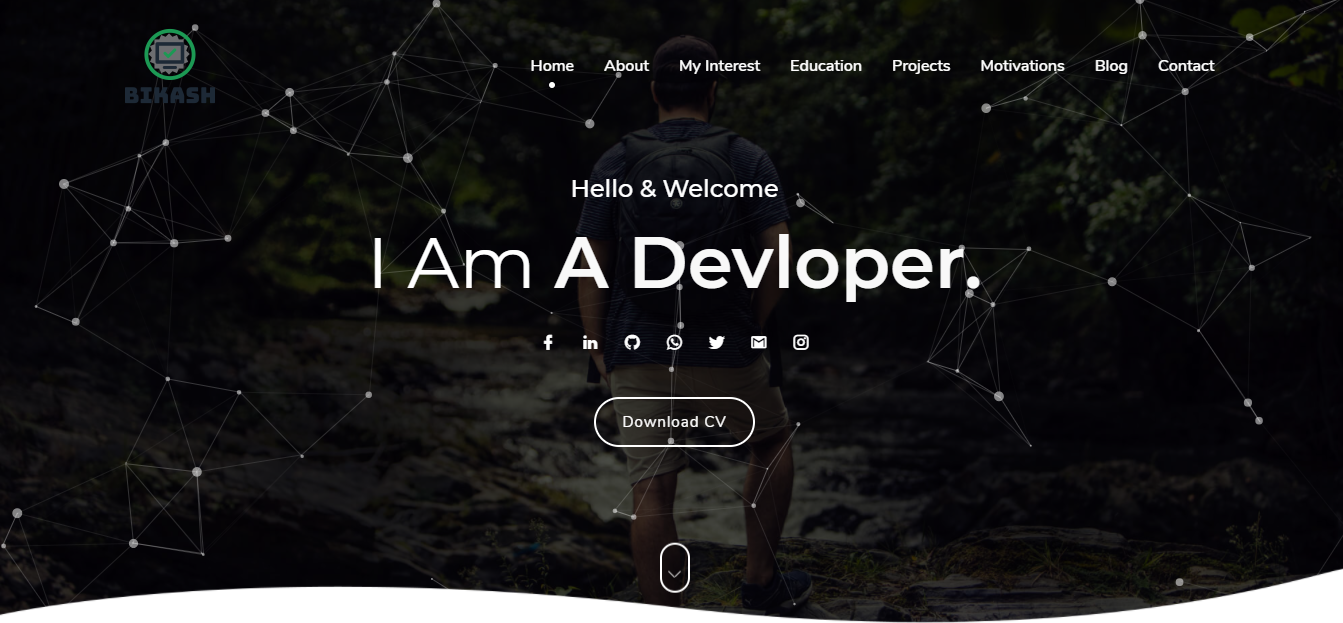 BIKASH
Home About My Interest Education Projects Motivations Blog Contact
Hello & Welcome
I Am A Devloper.
Download CV